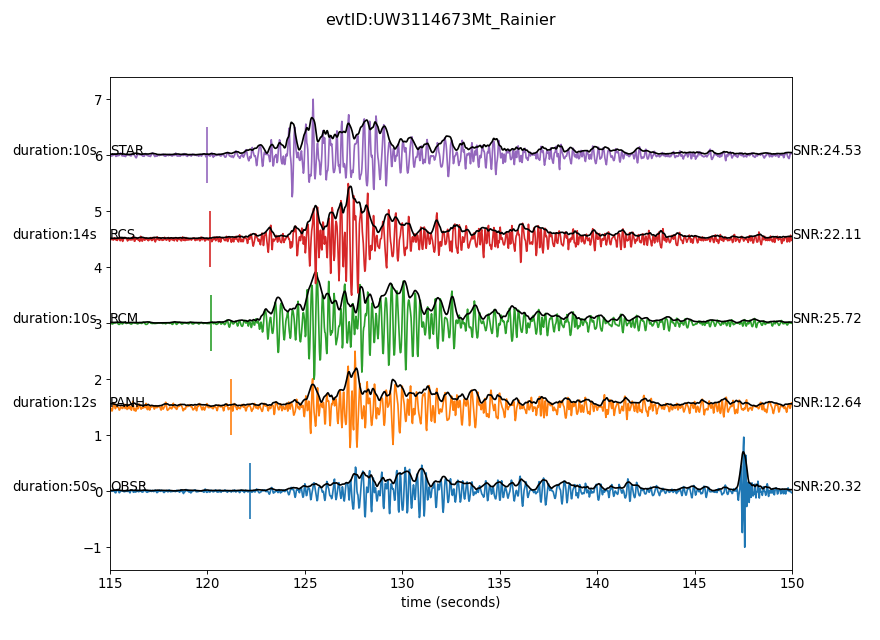 evtID:UW3114673Mt_Rainier
7
duration:10s STAR SNR:24.53
6
5
duration:14s RCS SNR:22.11
4
duration:10s RCM SNR:25.72
3
2
duration:12s PANH SNR:12.64
1
duration:50s OBSR SNR:20.32
0
−1
115 120 125 130 135 140 145 150
time (seconds)